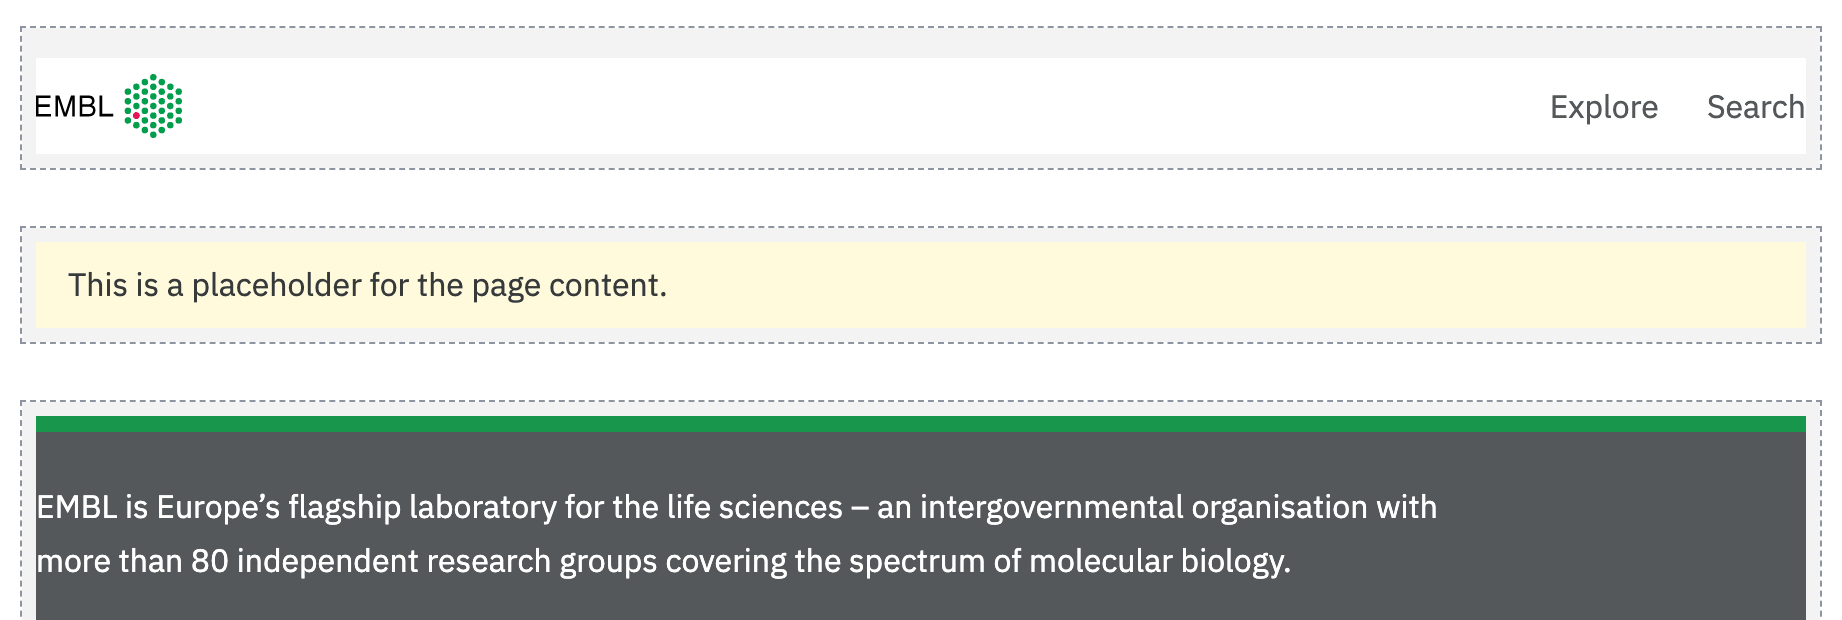 EMBL
Explore
Search
This is a placeholder for the page content.
EMBL is Europe’s flagship laboratory for the life sciences – an intergovernmental organisation with
more than 80 independent research groups covering the spectrum of molecular biology.